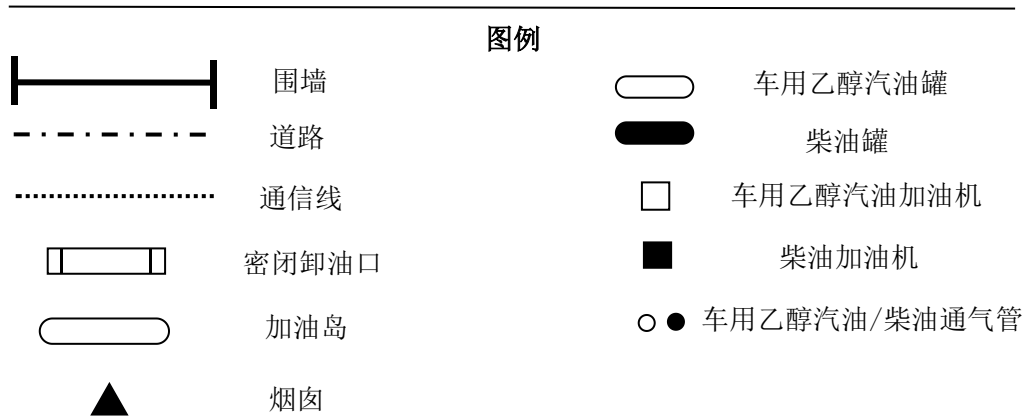 图例
围墙
车用乙醇汽油罐
道路
柴油罐
通信线
车用乙醇汽油加油机
密闭卸油口
柴油加油机
加油岛
车用乙醇汽油/柴油通气管
烟囱